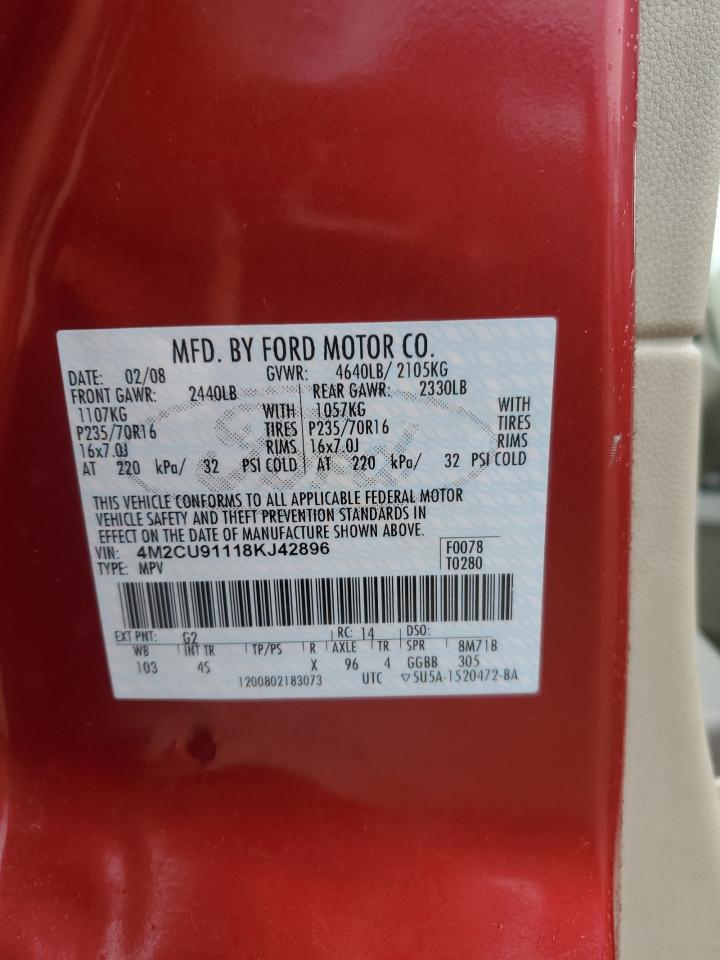 MFD. BY FORD MOTOR CO.
DATE: 02/08 GVWR: 4640LB/ 2105KG
FRONT GAWR: 2440LB REAR GAWR: 2330LB
1107KG WITH 1057KG WITH
P235/70R16 TIRES P235/70R16 TIRES
16x7.0J RIMS 16x7.0J RIMS
AT 220 kPa/ 32 PSI COLD AT 220 kPa/ 32 PSI COLD
THIS VEHICLE CONFORMS TO ALL APPLICABLE FEDERAL MOTOR
VEHICLE SAFETY AND THEFT PREVENTION STANDARDS IN
EFFECT ON THE DATE OF MANUFACTURE SHOWN ABOVE.
VIN: 4M2CU91118KJ42896 F0078
TYPE: MPV T0280
EXT PNT: G2 RC: 14 DSO:
WB INT TR TP/PS R AXLE TR SPR 8M71B
103 4S X 96 4 GGBB 305
1200802183073 UTC ▽5U5A-1520472-BA
Ford